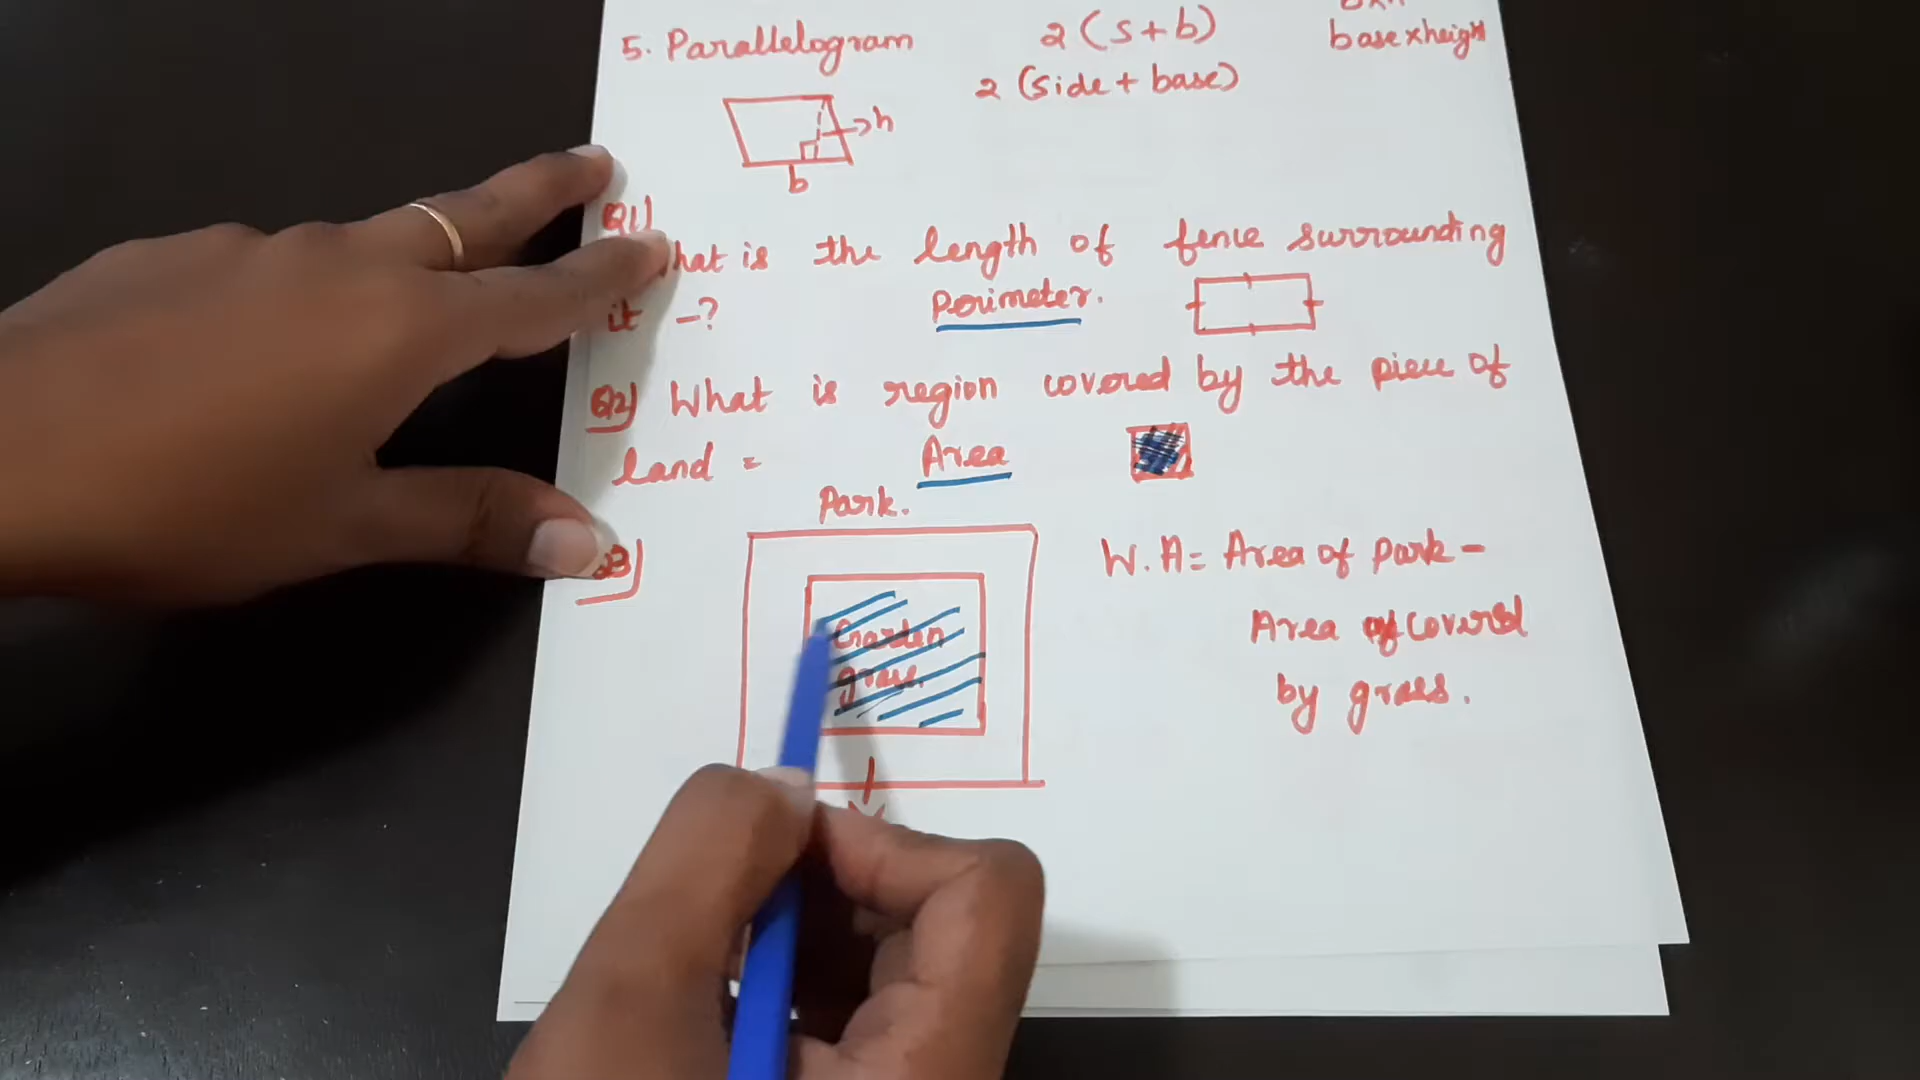 5. Parallelogram 2 (s+b)
2 (side + base)
base×height
h
b
Q1)
hat is the length of fence surrounding
it -? Perimeter.
Q2) What is region covered by the piece of
land = Area
Park.
Q3)
Garden
grass
W.A = Area of Park -
Area of covered
by grass.